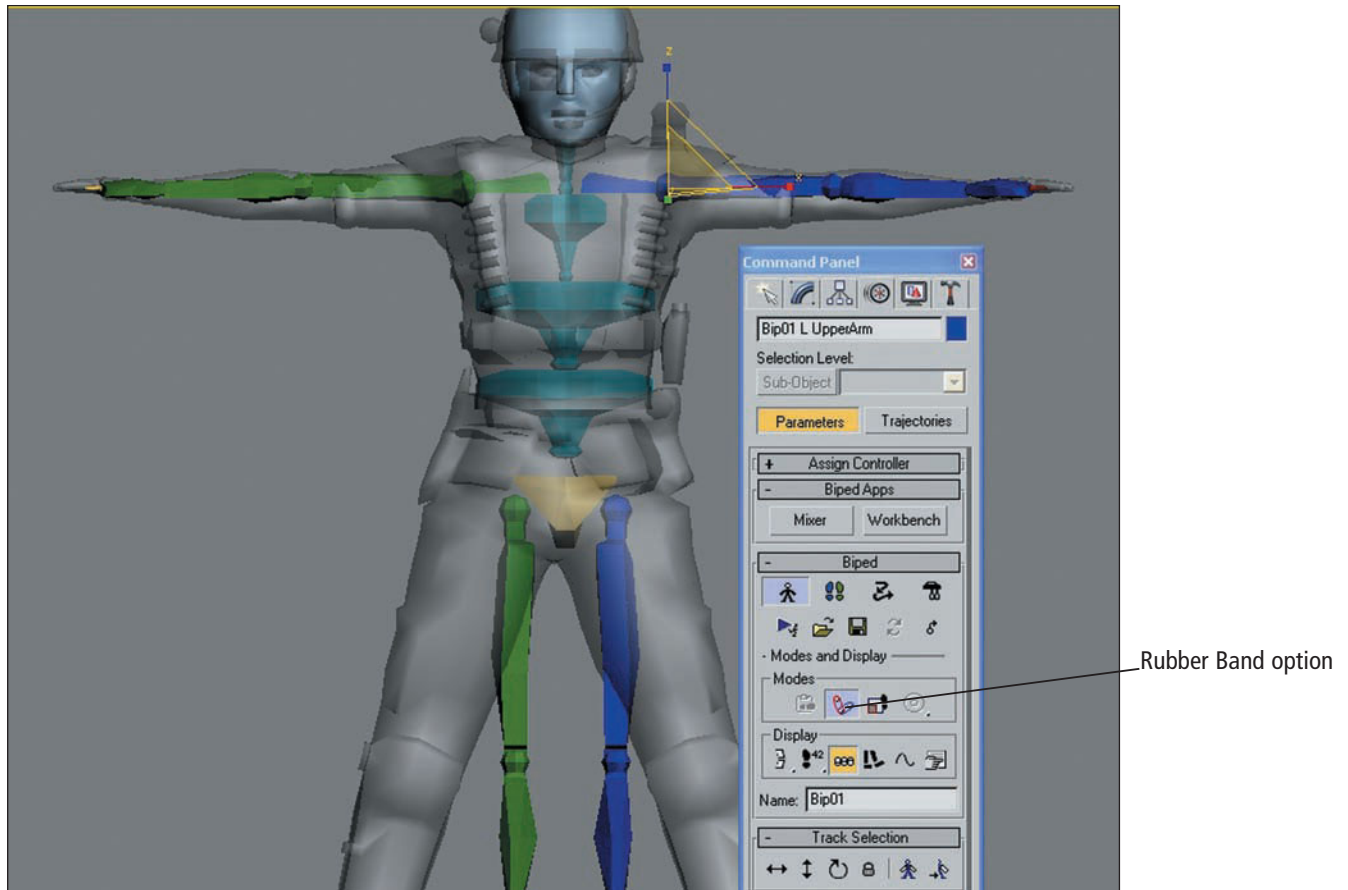 z
x
Command Panel
Bip01 L UpperArm
Selection Level:
Sub-Object
Parameters
Trajectories
+ Assign Controller
- Biped Apps
Mixer
Workbench
- Biped
- Modes and Display
Modes
Rubber Band option
Display
42
Name: Bip01
- Track Selection